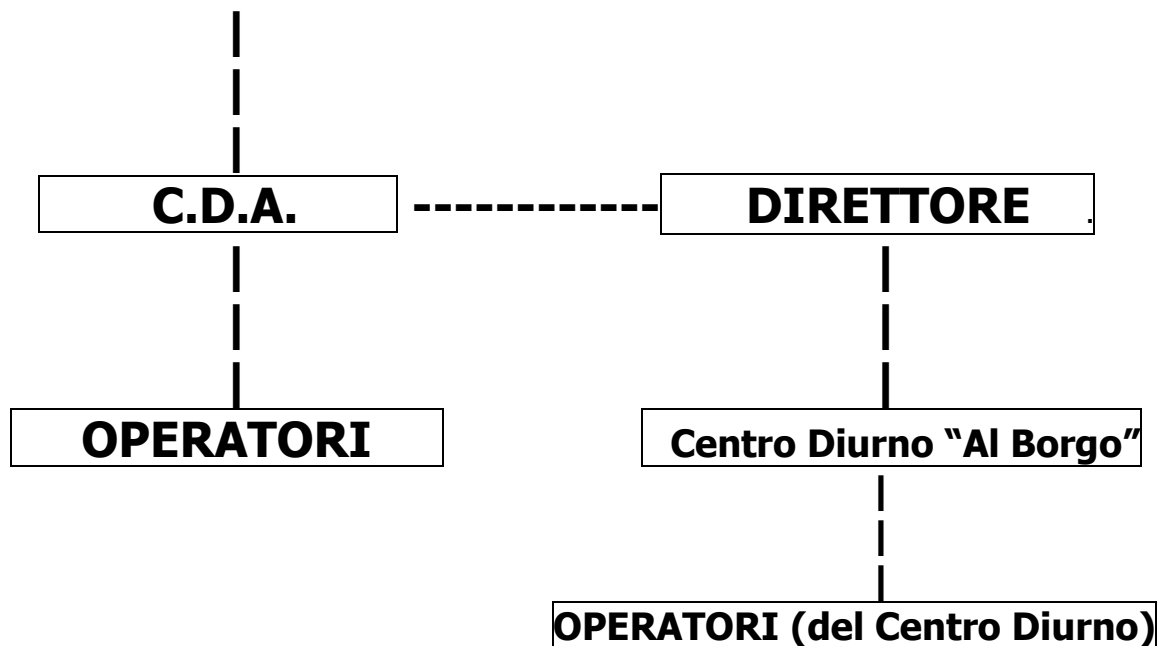 C.D.A. ------------ DIRETTORE .
OPERATORI
Centro Diurno “Al Borgo”
OPERATORI (del Centro Diurno)